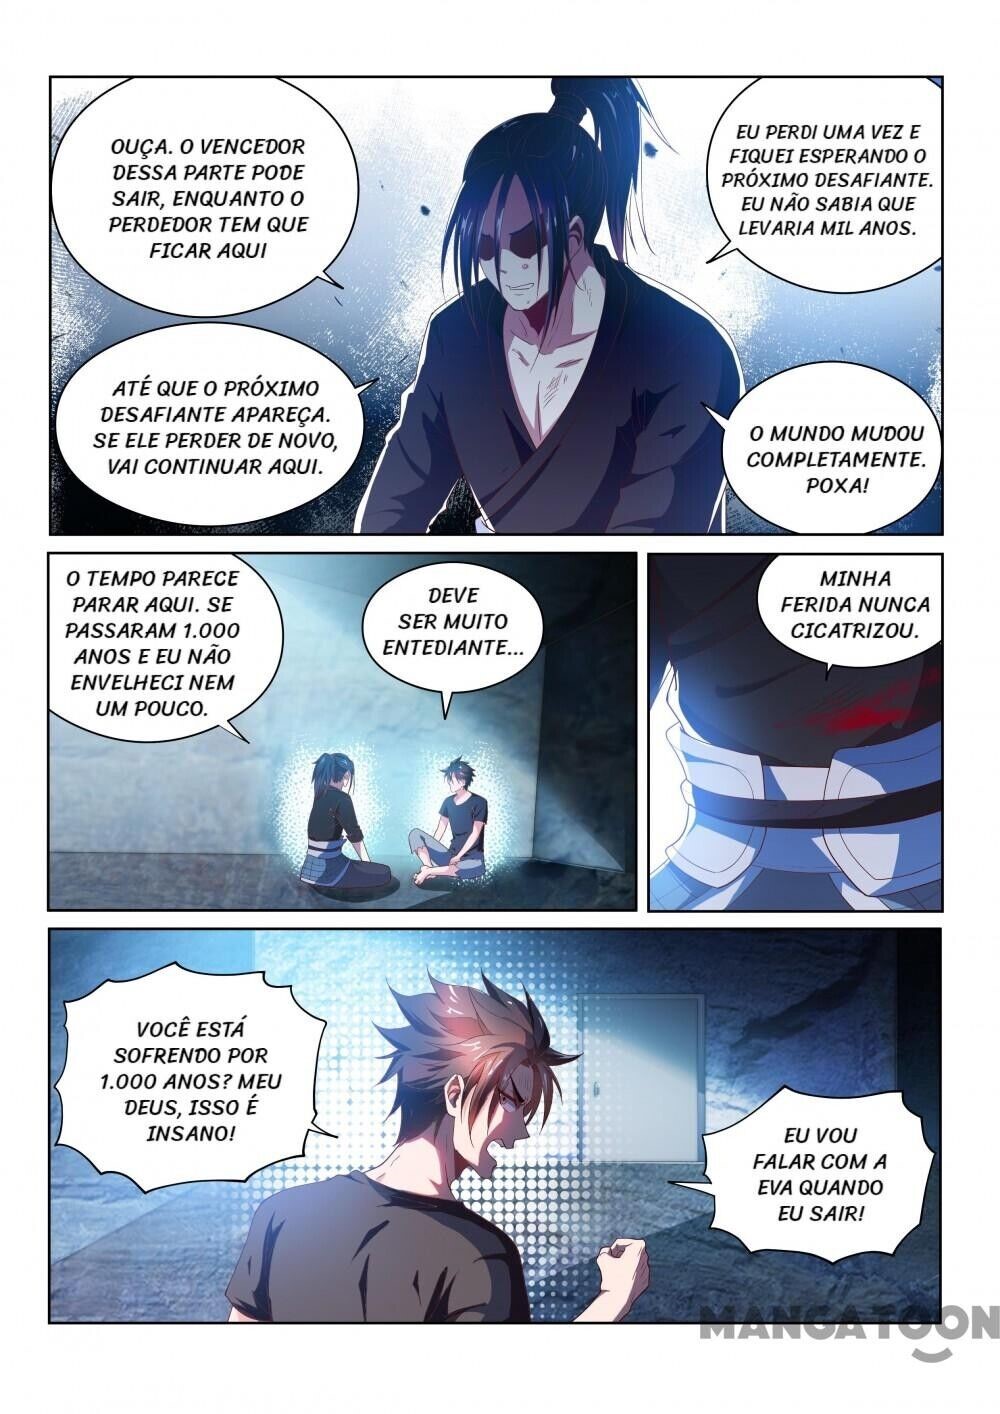 OUÇA. O VENCEDOR
DESSA PARTE PODE
SAIR, ENQUANTO O
PERDEDOR TEM QUE
FICAR AQUI
EU PERDI UMA VEZ E
FIQUEI ESPERANDO O
PRÓXIMO DESAFIANTE.
EU NÃO SABIA QUE
LEVARIA MIL ANOS.
ATÉ QUE O PRÓXIMO
DESAFIANTE APAREÇA.
SE ELE PERDER DE NOVO,
VAI CONTINUAR AQUI.
O MUNDO MUDOU
COMPLETAMENTE.
POXA!
O TEMPO PARECE
PARAR AQUI. SE
PASSARAM 1.000
ANOS E EU NÃO
ENVELHECI NEM
UM POUCO.
DEVE
SER MUITO
ENTEDIANTE...
MINHA
FERIDA NUNCA
CICATRIZOU.
VOCÊ ESTÁ
SOFRENDO POR
1.000 ANOS? MEU
DEUS, ISSO É
INSANO!
EU VOU
FALAR COM A
EVA QUANDO
EU SAIR!
MANGATOON